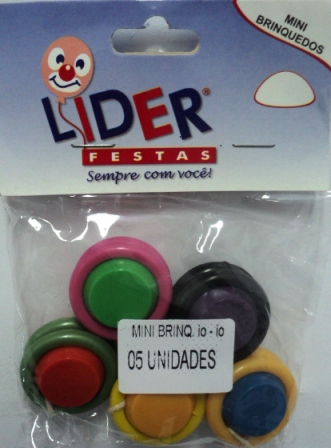 MINI
BRINQUEDOS
LIDER®
FESTAS
Sempre com você!
MINI BRINQ. io - io
05 UNIDADES